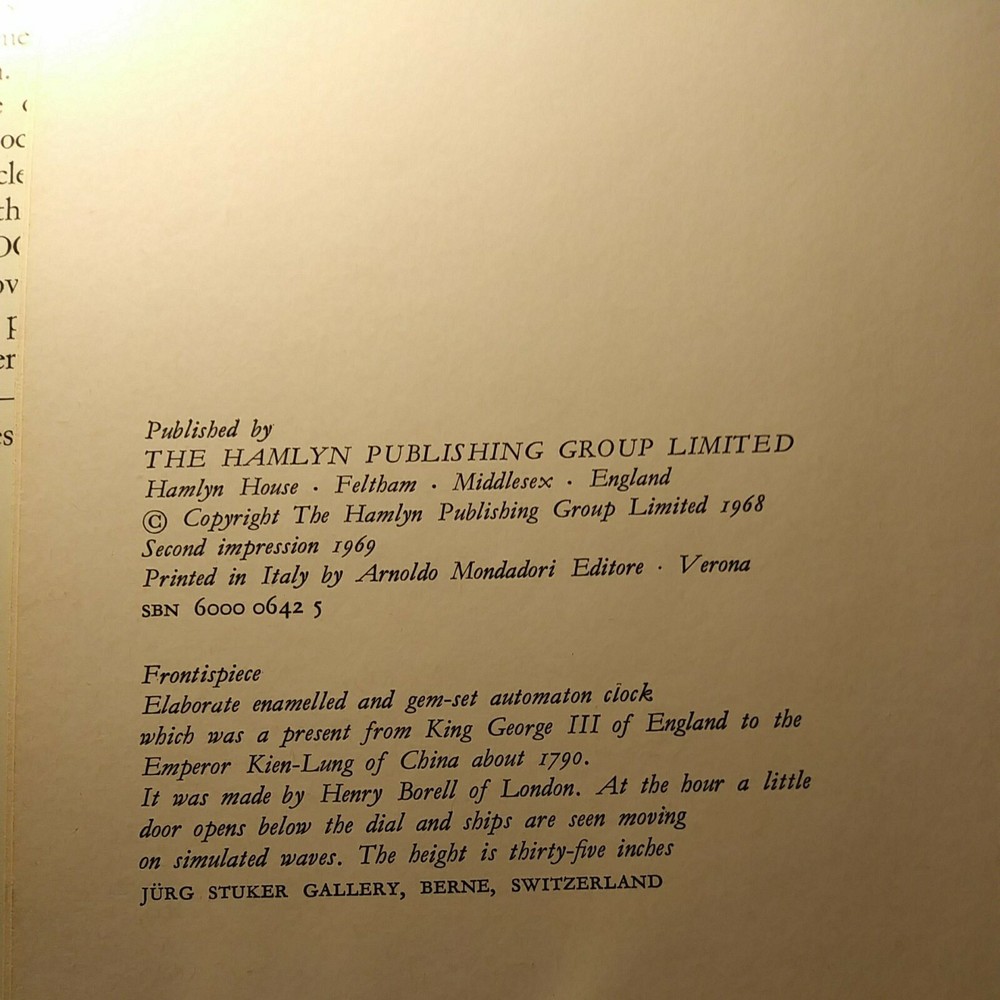 Published by
THE HAMLYN PUBLISHING GROUP LIMITED
Hamlyn House · Feltham · Middlesex · England
© Copyright The Hamlyn Publishing Group Limited 1968
Second impression 1969
Printed in Italy by Arnoldo Mondadori Editore · Verona
SBN 6000 0642 5
Frontispiece
Elaborate enamelled and gem-set automaton clock
which was a present from King George III of England to the
Emperor Kien-Lung of China about 1790.
It was made by Henry Borell of London. At the hour a little
door opens below the dial and ships are seen moving
on simulated waves. The height is thirty-five inches
JÜRG STUKER GALLERY, BERNE, SWITZERLAND